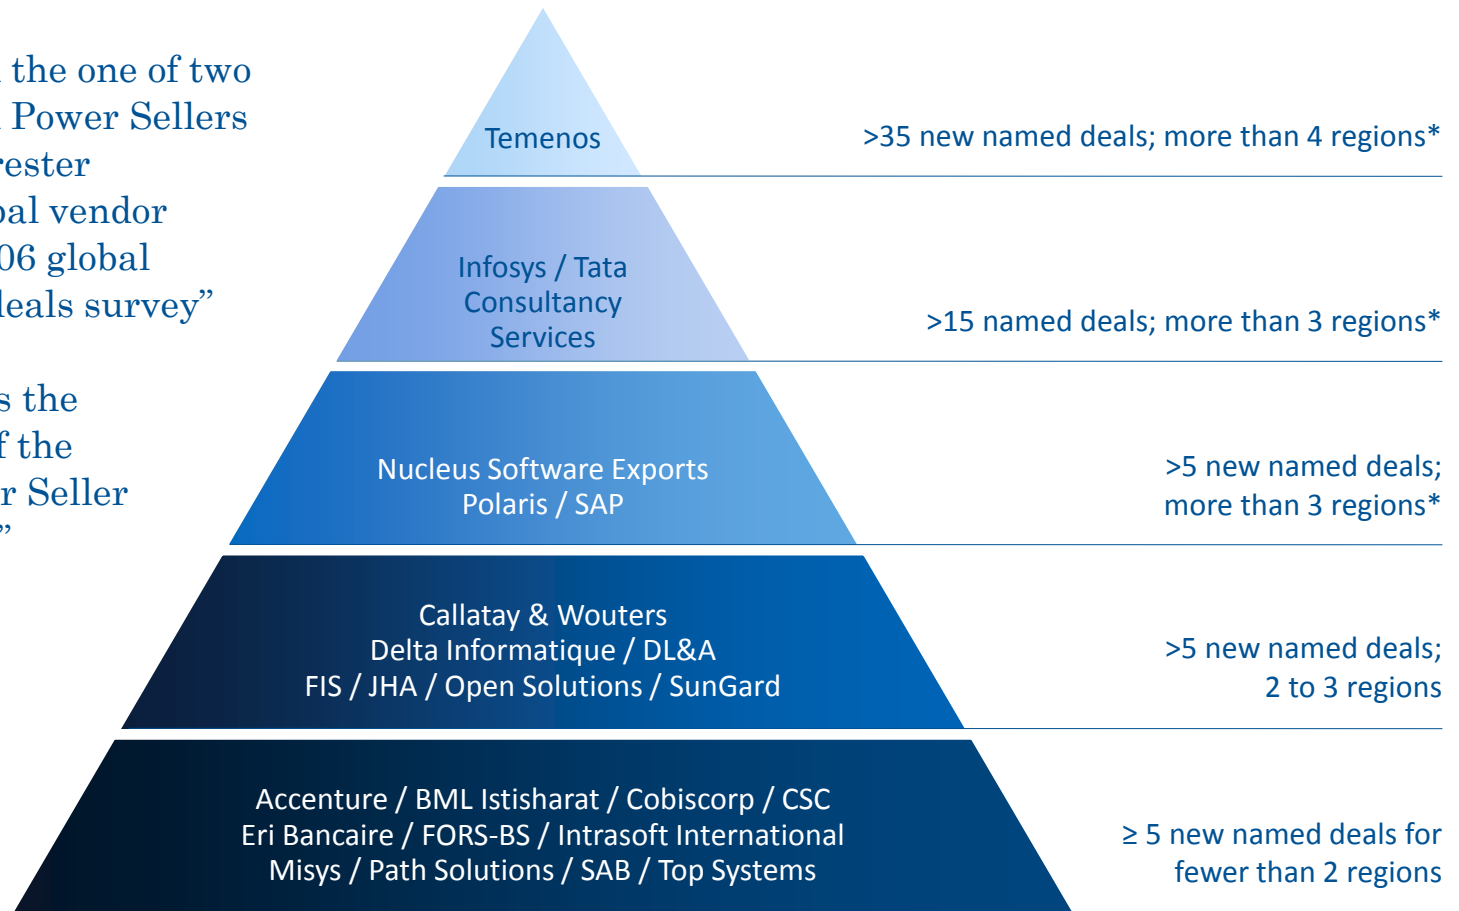 the one of two
Power Sellers
vendor
06 global
survey”
the
of the
Seller
”
Temenos
>35 new named deals; more than 4 regions*
Infosys / Tata
Consultancy
Services
>15 named deals; more than 3 regions*
Nucleus Software Exports
Polaris / SAP
>5 new named deals;
more than 3 regions*
Callatay & Wouters
Delta Informatique / DL&A
FIS / JHA / Open Solutions / SunGard
>5 new named deals;
2 to 3 regions
Accenture / BML Istisharat / Cobiscorp / CSC
Eri Bancaire / FORS-BS / Intrasoft International
Misys / Path Solutions / SAB / Top Systems
≥ 5 new named deals for
fewer than 2 regions